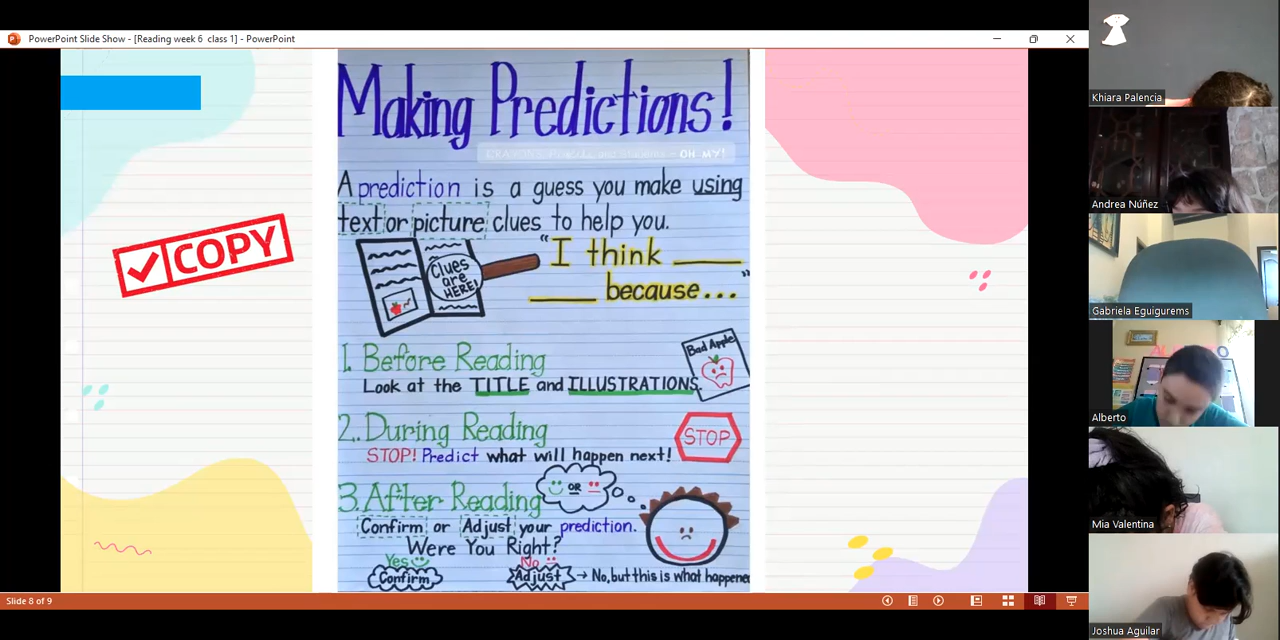 PowerPoint Slide Show - [Reading week 6 class 1] - PowerPoint
COPY
Making Predictions!
OH MY!
A prediction is a guess you make using
text or picture clues to help you.
Clues
are
HERE!
"I think ____
____ because..."
1. Before Reading
Look at the TITLE and ILLUSTRATIONS.
Bad Apple
2. During Reading
STOP! Predict what will happen next!
STOP
3. After Reading
OR
Confirm or Adjust your prediction.
Were You Right?
Yes
No
Confirm
Adjust → No, but this is what happene
Slide 8 of 9
Khiara Palencia
Andrea Núñez
Gabriela Eguigurems
Alberto
Mia Valentina
Joshua Aguilar